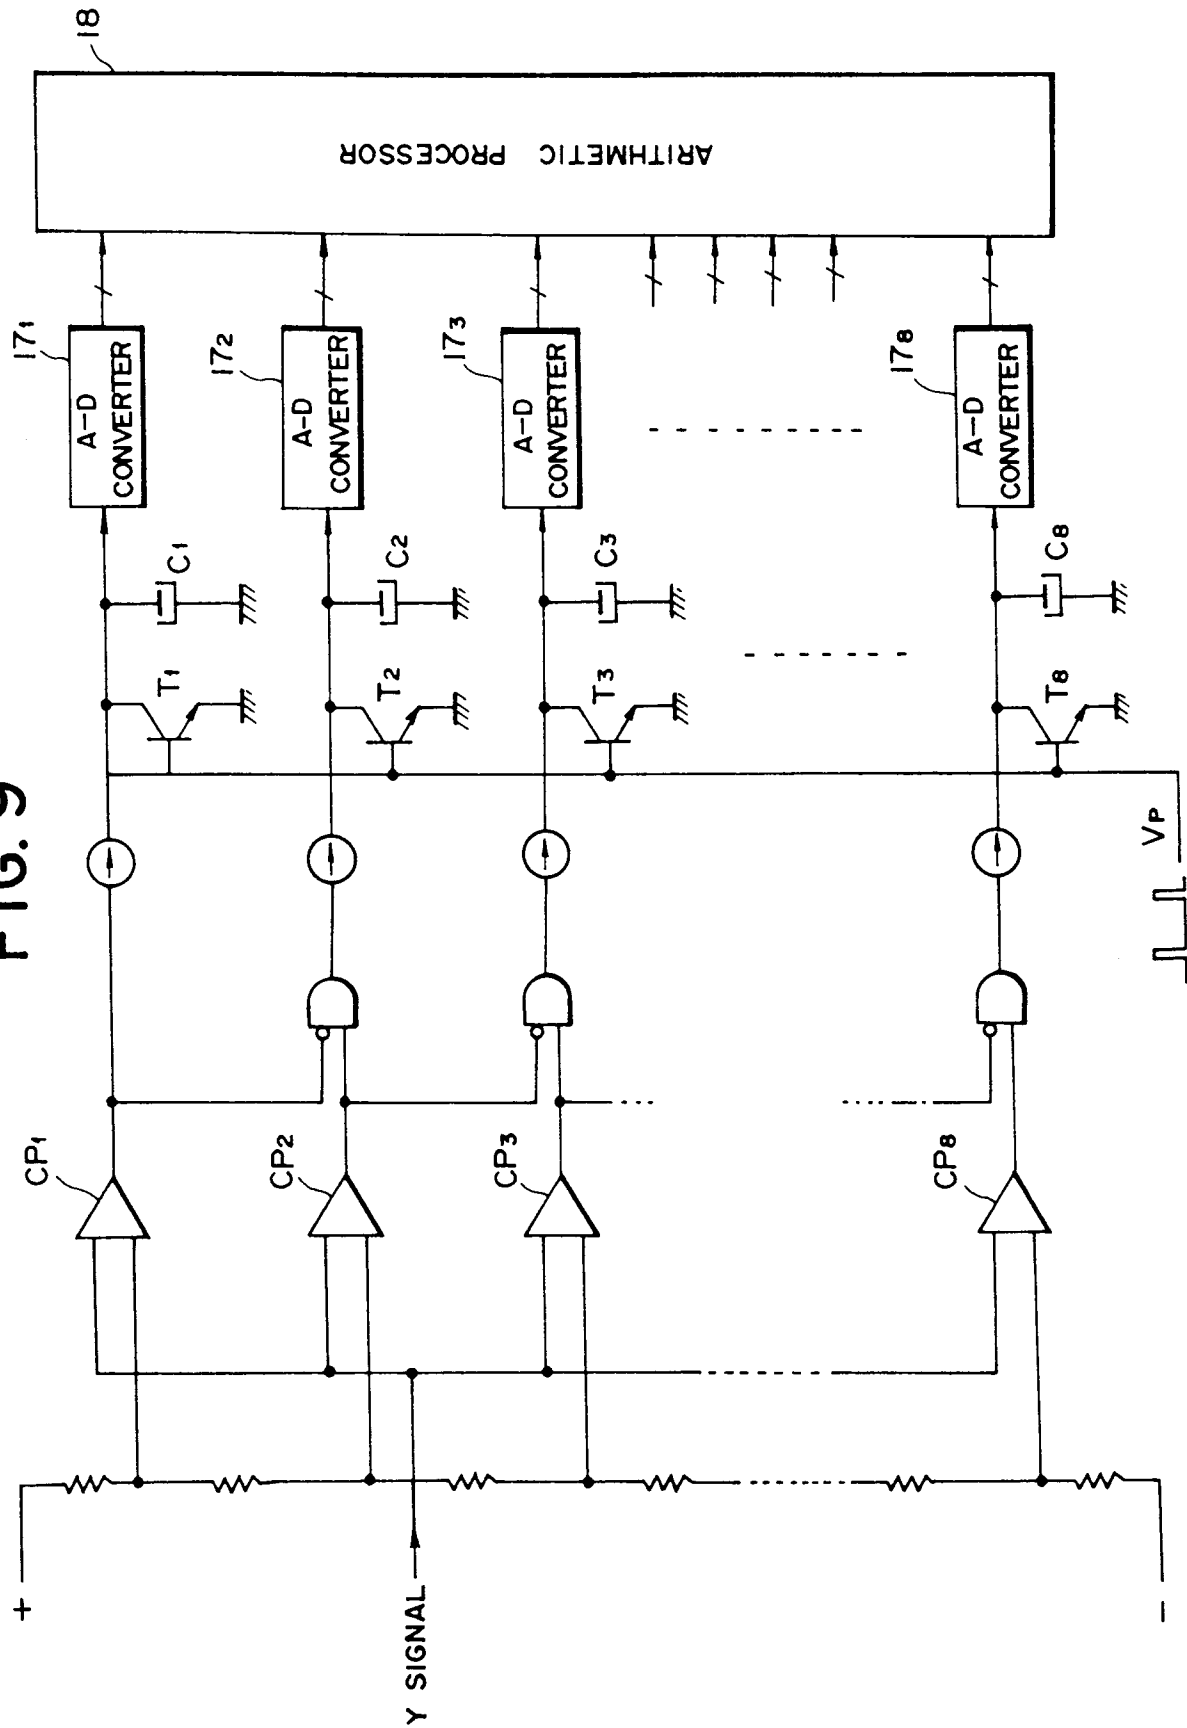 FIG. 9
18
ARITHMETIC PROCESSOR
171
A-D
CONVERTER
172
A-D
CONVERTER
173
A-D
CONVERTER
178
A-D
CONVERTER
C1
C2
C3
C8
T1
T2
T3
T8
VP
CP1
CP2
CP3
CP8
+
Y SIGNAL
-